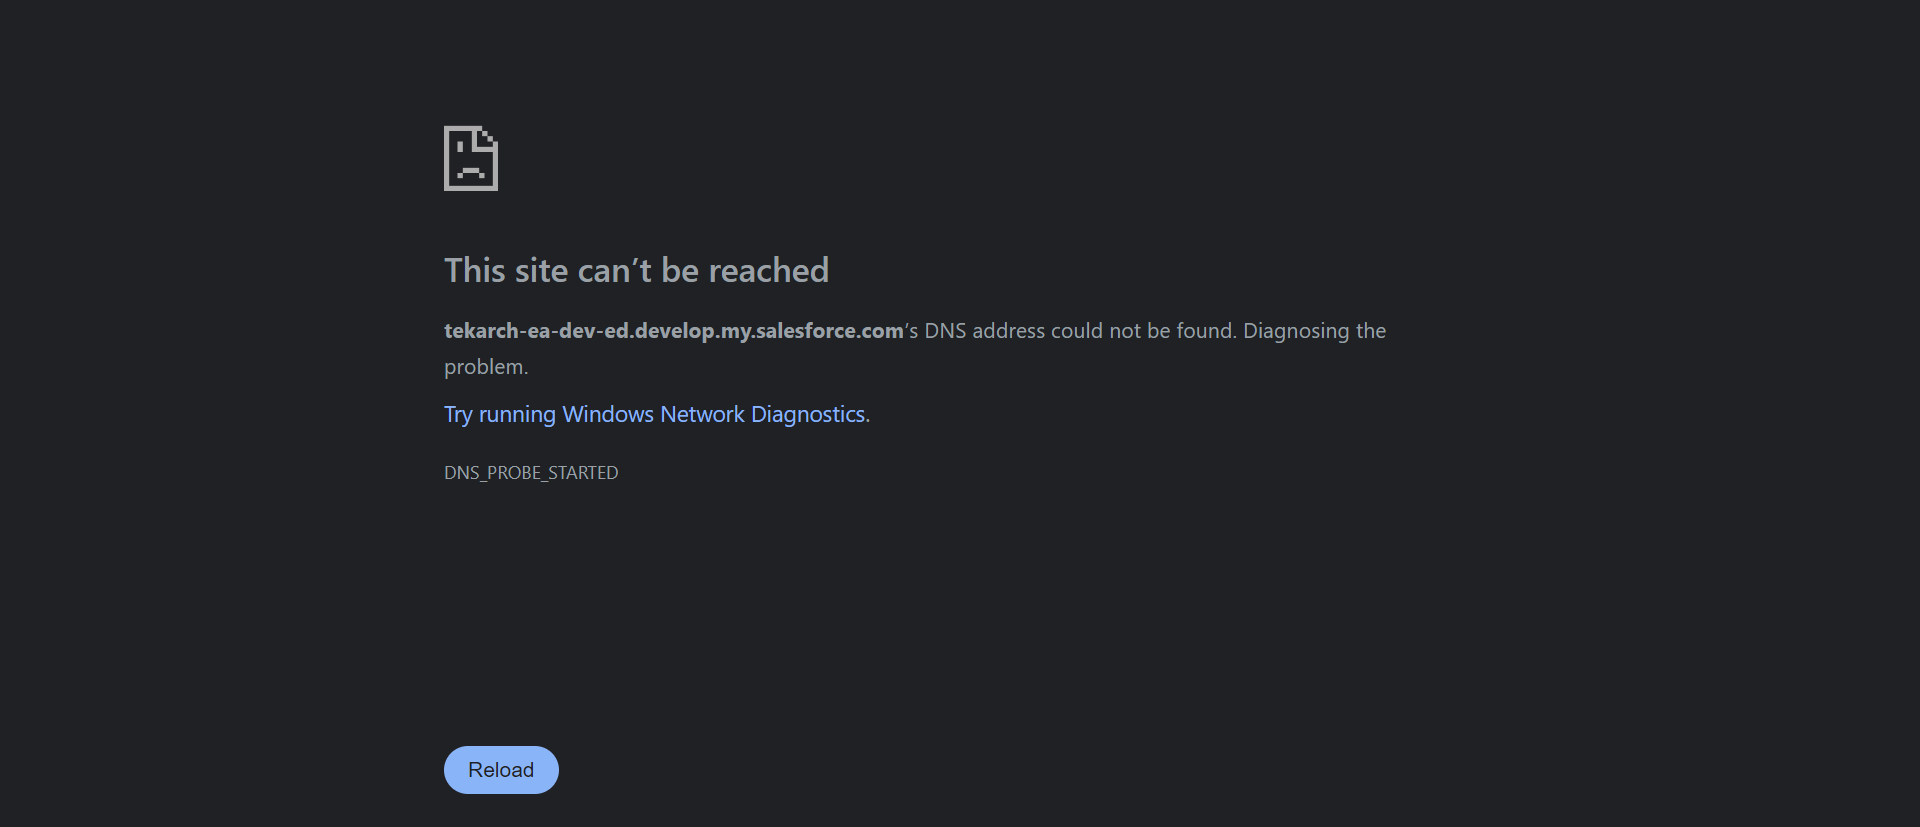 This site can’t be reached
tekarch-ea-dev-ed.develop.my.salesforce.com’s DNS address could not be found. Diagnosing the
problem.
Try running Windows Network Diagnostics.
DNS_PROBE_STARTED
Reload